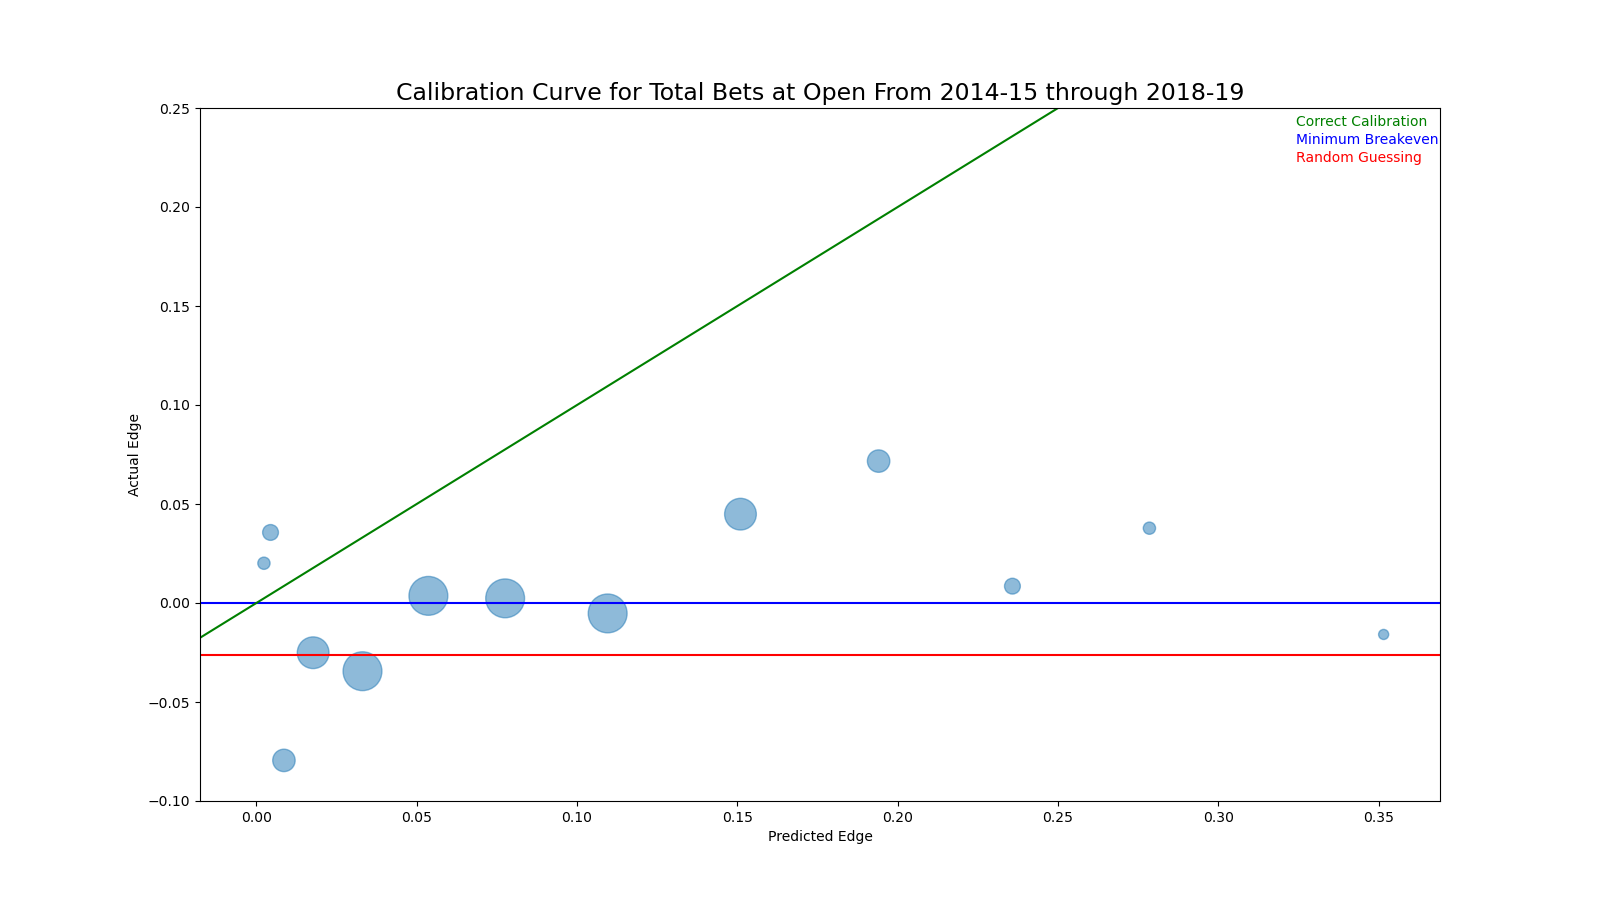 Calibration Curve for Total Bets at Open From 2014-15 through 2018-19
Correct Calibration
Minimum Breakeven
Random Guessing
0.25
0.20
0.15
0.10
0.05
0.00
−0.05
−0.10
Actual Edge
0.00 0.05 0.10 0.15 0.20 0.25 0.30 0.35
Predicted Edge